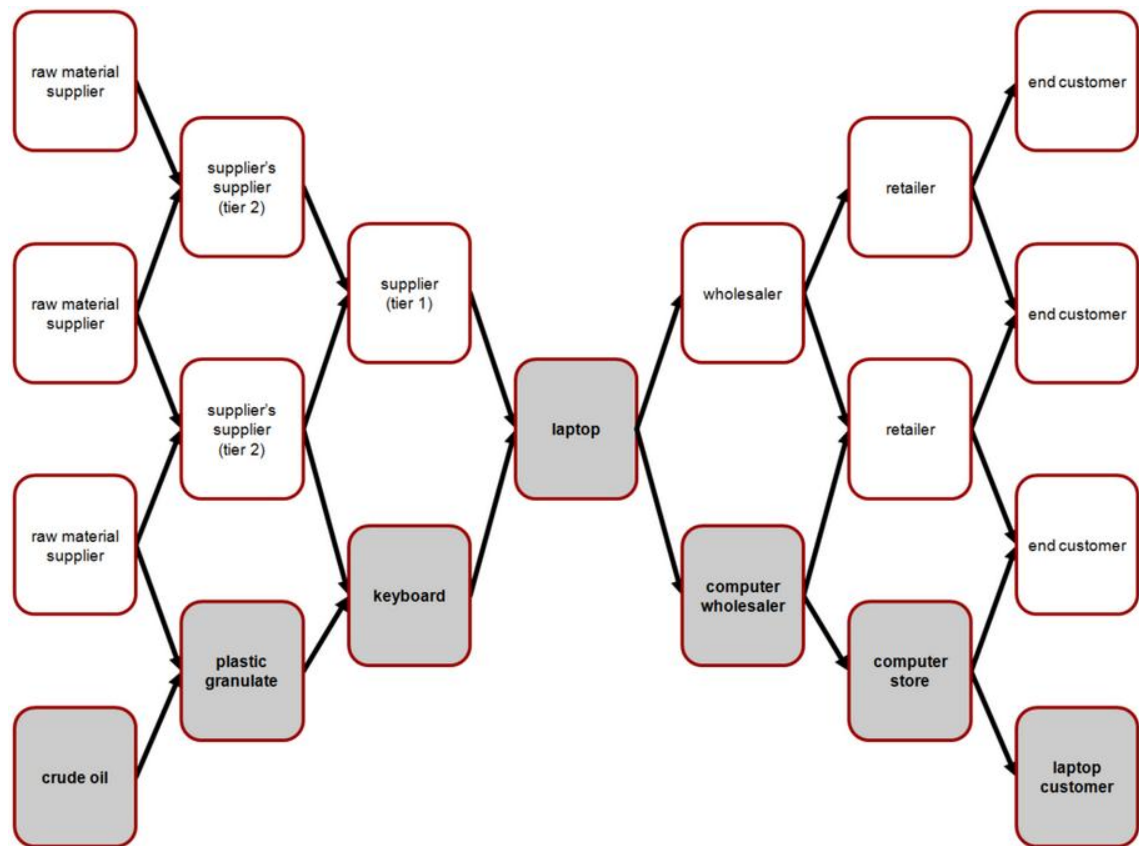 raw material
supplier
raw material
supplier
raw material
supplier
crude oil
supplier's
supplier
(tier 2)
supplier's
supplier
(tier 2)
plastic
granulate
supplier
(tier 1)
keyboard
laptop
wholesaler
computer
wholesaler
retailer
retailer
computer
store
end customer
end customer
end customer
laptop
customer